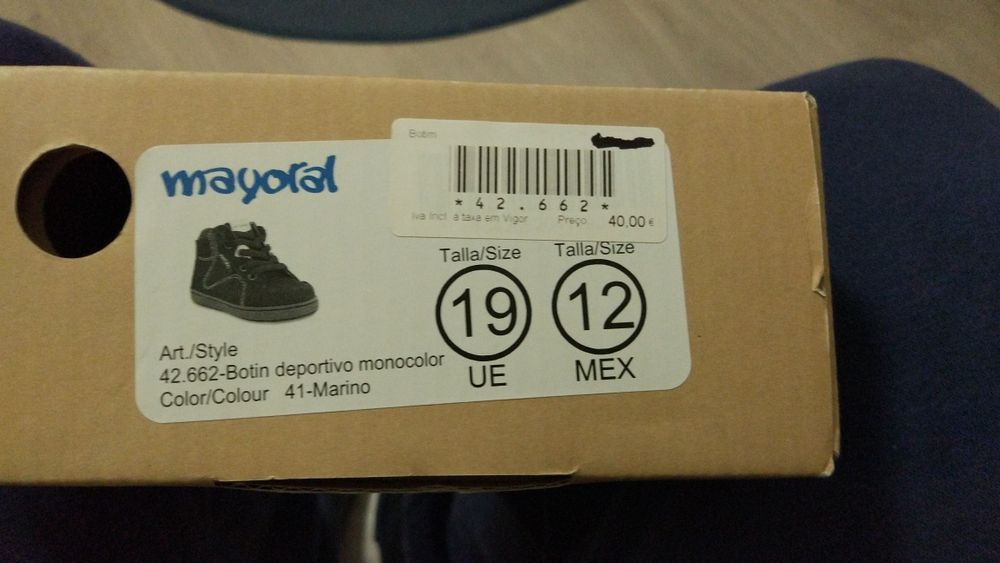 mayoral
Botim
*42.662*
Iva Incl. à taxa em Vigor Preço 40,00 €
Talla/Size Talla/Size
19 12
UE MEX
Art./Style
42.662-Botin deportivo monocolor
Color/Colour 41-Marino